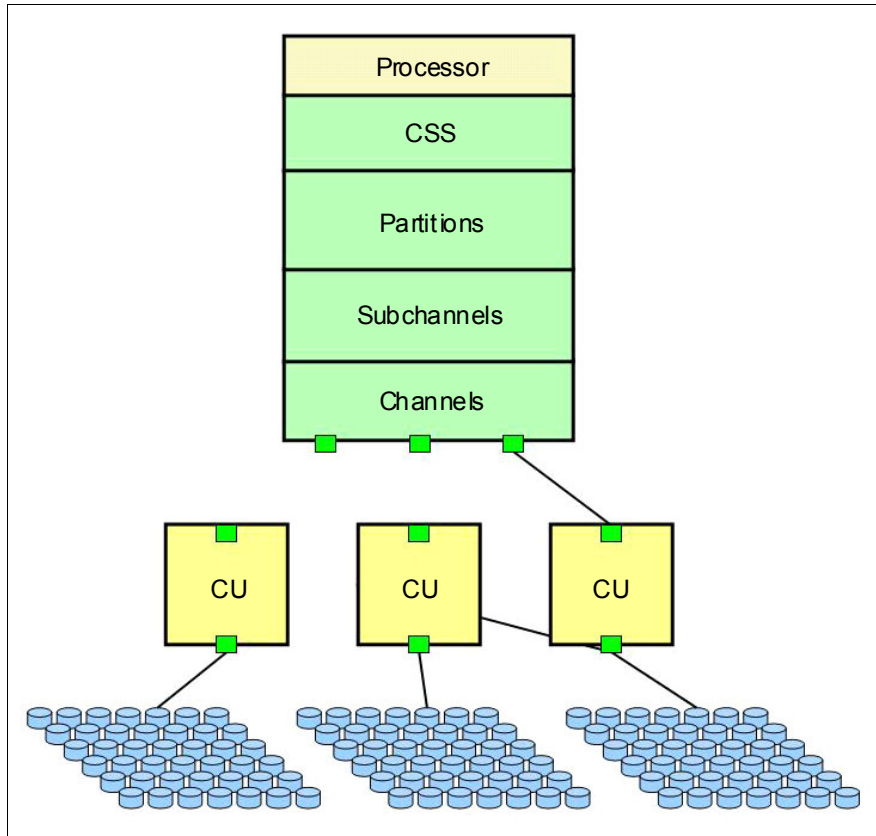 Processor
CSS
Partitions
Subchannels
Channels
CU
CU
CU